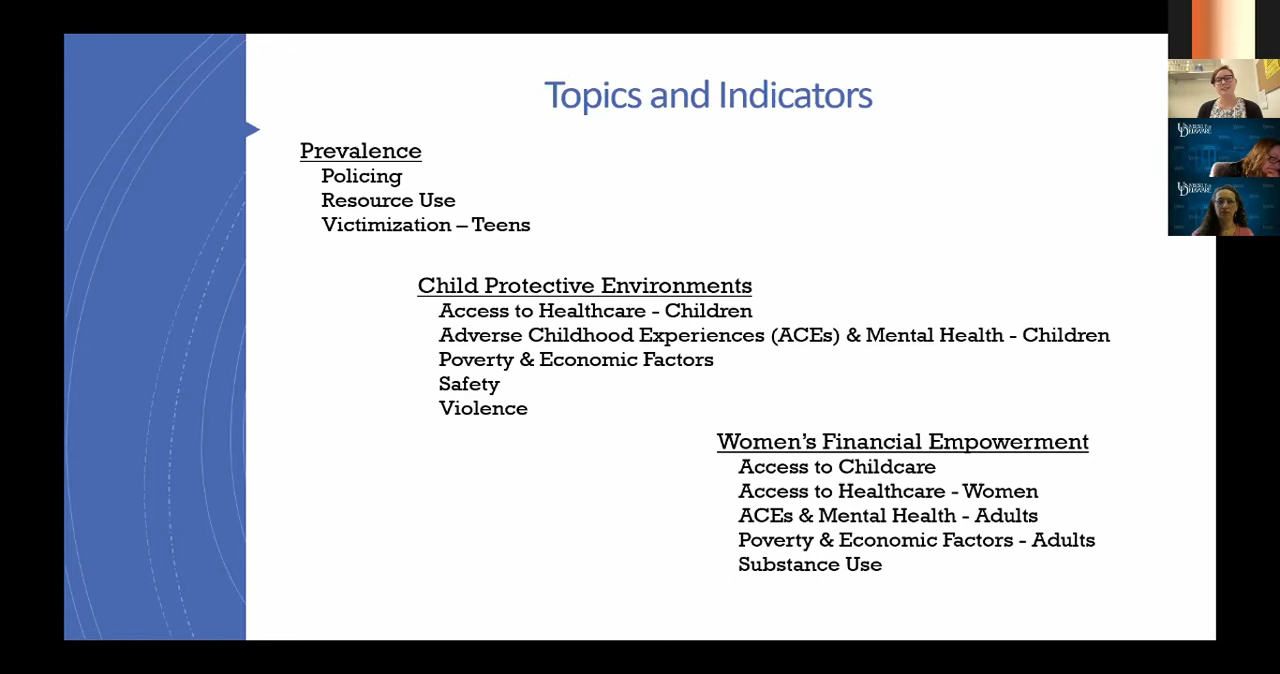 Topics and Indicators
Prevalence
Policing
Resource Use
Victimization – Teens
Child Protective Environments
Access to Healthcare - Children
Adverse Childhood Experiences (ACEs) & Mental Health - Children
Poverty & Economic Factors
Safety
Violence
Women's Financial Empowerment
Access to Childcare
Access to Healthcare - Women
ACEs & Mental Health - Adults
Poverty & Economic Factors - Adults
Substance Use